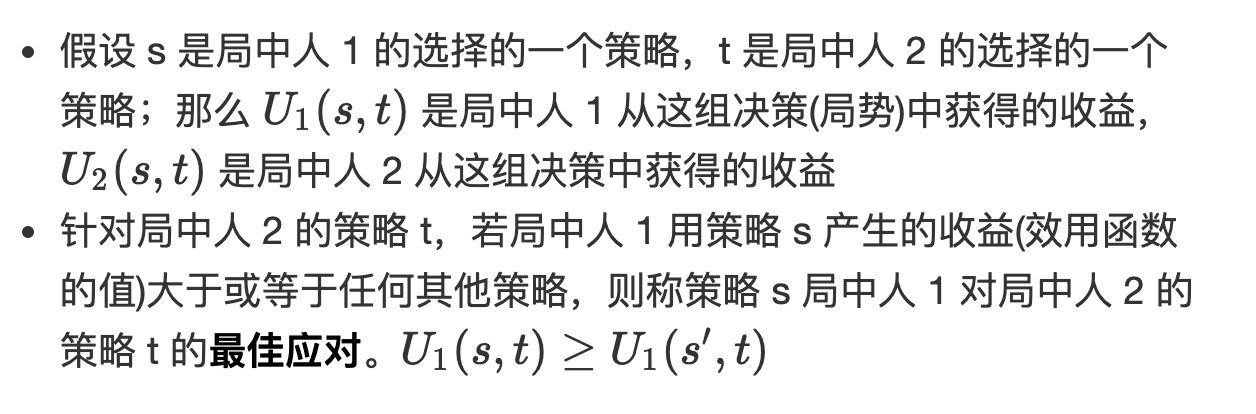 • 假设 s 是局中人 1 的选择的一个策略，t 是局中人 2 的选择的一个
策略；那么 U₁(s, t) 是局中人 1 从这组决策(局势)中获得的收益，
U₂(s, t) 是局中人 2 从这组决策中获得的收益
• 针对局中人 2 的策略 t，若局中人 1 用策略 s 产生的收益(效用函数
的值)大于或等于任何其他策略，则称策略 s 局中人 1 对局中人 2 的
策略 t 的最佳应对。U₁(s, t) ≥ U₁(s′, t)